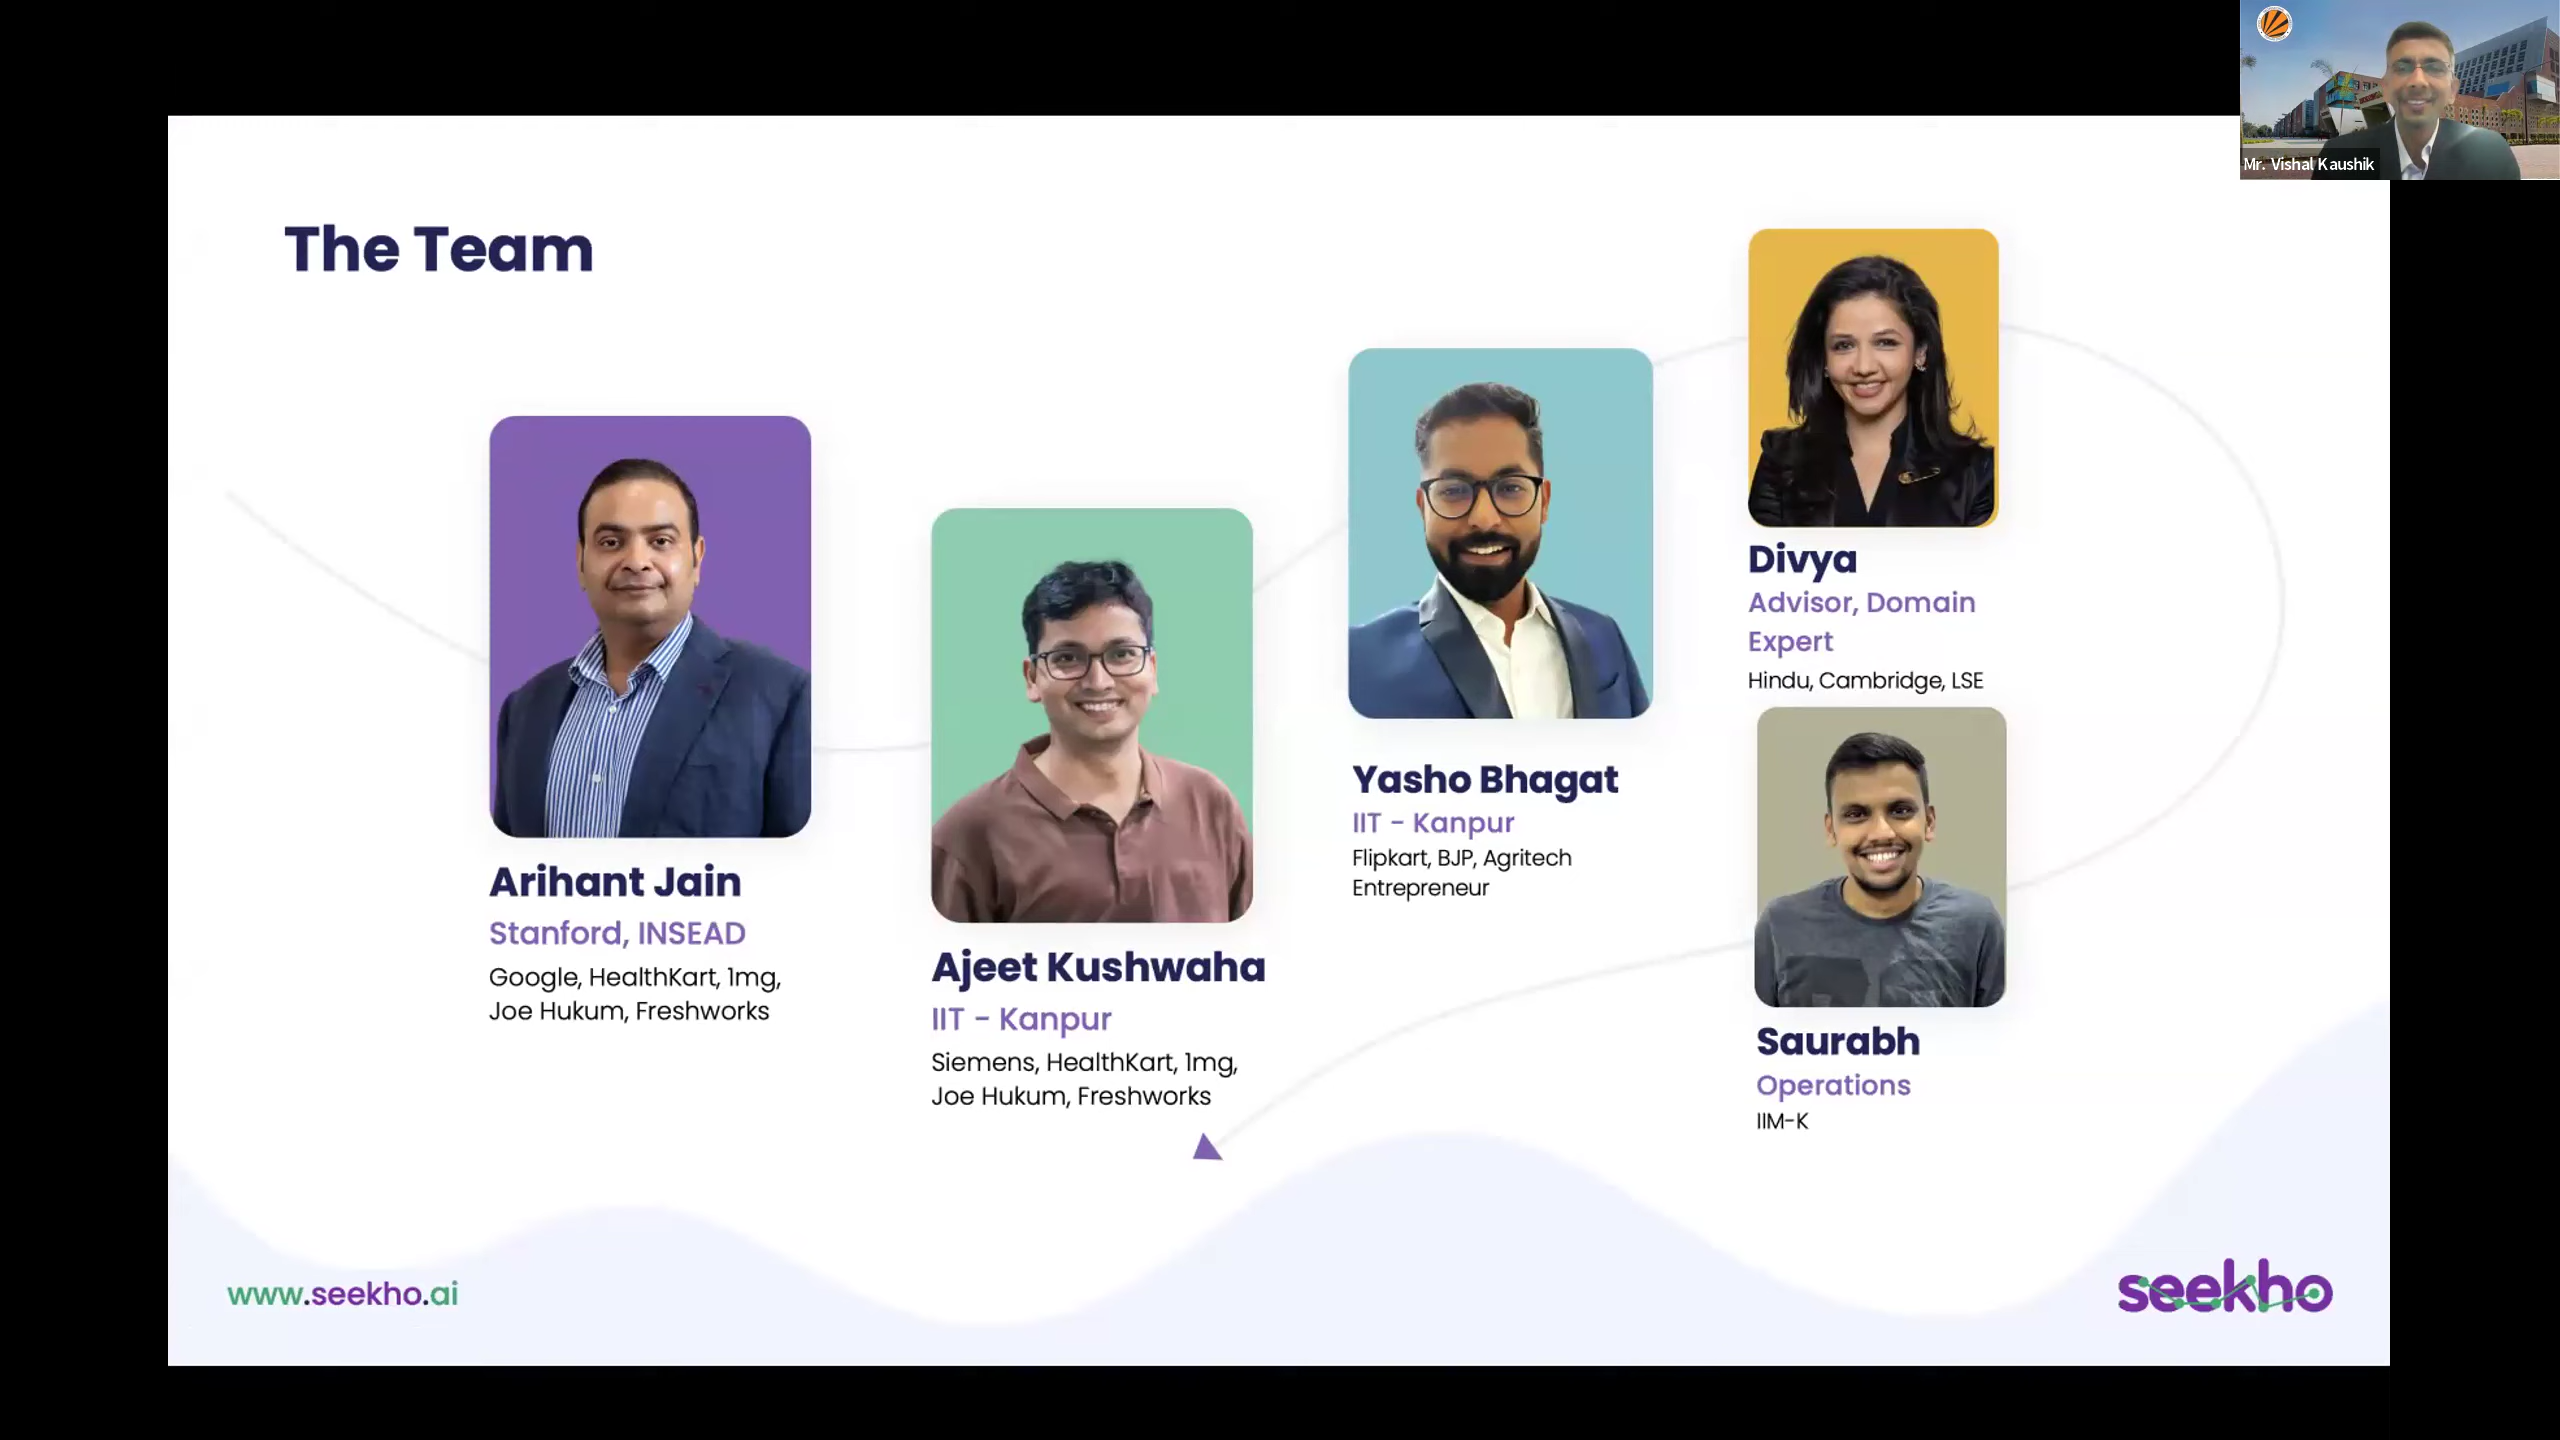 Mr. Vishal Kaushik
The Team
Arihant Jain
Stanford, INSEAD
Google, HealthKart, 1mg,
Joe Hukum, Freshworks
Ajeet Kushwaha
IIT - Kanpur
Siemens, HealthKart, 1mg,
Joe Hukum, Freshworks
Yasho Bhagat
IIT - Kanpur
Flipkart, BJP, Agritech
Entrepreneur
Divya
Advisor, Domain
Expert
Hindu, Cambridge, LSE
Saurabh
Operations
IIM-K
www.seekho.ai
seekho